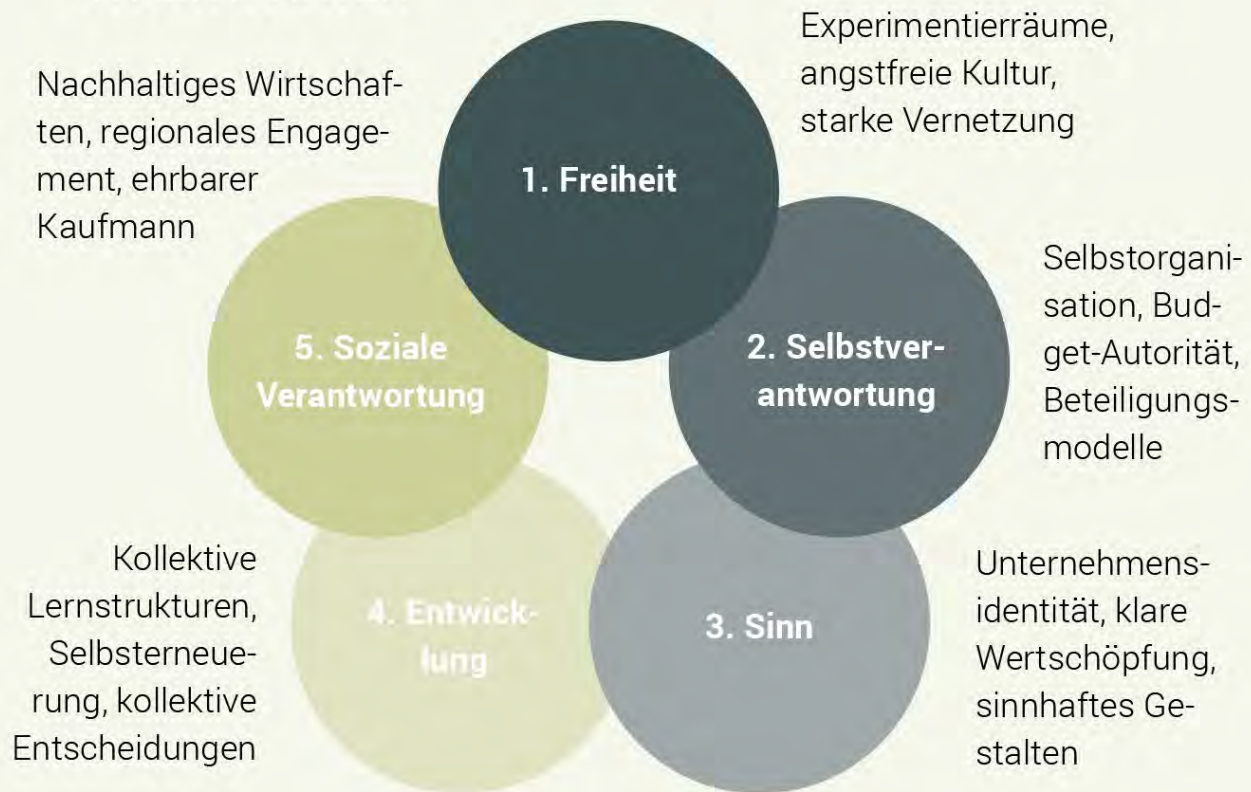 1. Freiheit
Experimentierräume,
angstfreie Kultur,
starke Vernetzung
2. Selbstver-
antwortung
Selbstorgani-
sation, Bud-
get-Autorität,
Beteiligungs-
modelle
3. Sinn
Unternehmens-
identität, klare
Wertschöpfung,
sinnhaftes Ge-
stalten
4. Entwick-
lung
Kollektive
Lernstrukturen,
Selbsterneue-
rung, kollektive
Entscheidungen
5. Soziale
Verantwortung
Nachhaltiges Wirtschaf-
ten, regionales Engage-
ment, ehrbarer
Kaufmann